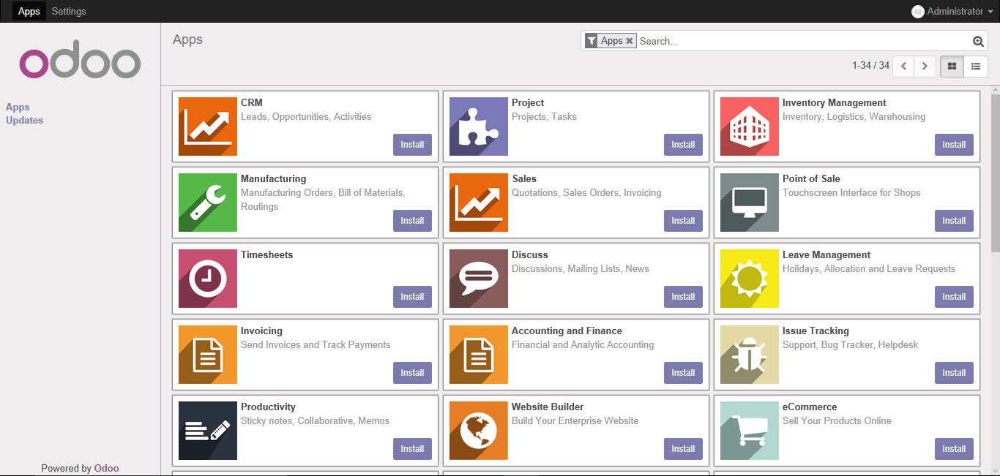 Apps Settings Administrator
odoo
Apps
Updates
Powered by Odoo
Apps
Apps Search...
1-34 / 34
CRM
Leads, Opportunities, Activities
Install
Project
Projects, Tasks
Install
Inventory Management
Inventory, Logistics, Warehousing
Install
Manufacturing
Manufacturing Orders, Bill of Materials,
Routings
Install
Sales
Quotations, Sales Orders, Invoicing
Install
Point of Sale
Touchscreen Interface for Shops
Install
Timesheets
Install
Discuss
Discussions, Mailing Lists, News
Install
Leave Management
Holidays, Allocation and Leave Requests
Install
Invoicing
Send Invoices and Track Payments
Install
Accounting and Finance
Financial and Analytic Accounting
Install
Issue Tracking
Support, Bug Tracker, Helpdesk
Install
Productivity
Sticky notes, Collaborative, Memos
Install
Website Builder
Build Your Enterprise Website
Install
eCommerce
Sell Your Products Online
Install